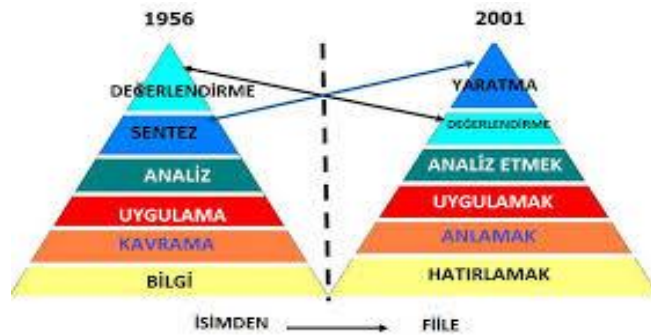 1956
DEĞERLENDİRME
SENTEZ
ANALİZ
UYGULAMA
KAVRAMA
BİLGİ
2001
YARATMA
DEĞERLENDİRME
ANALİZ ETMEK
UYGULAMAK
ANLAMAK
HATIRLAMAK
İSİMDEN FİİLE